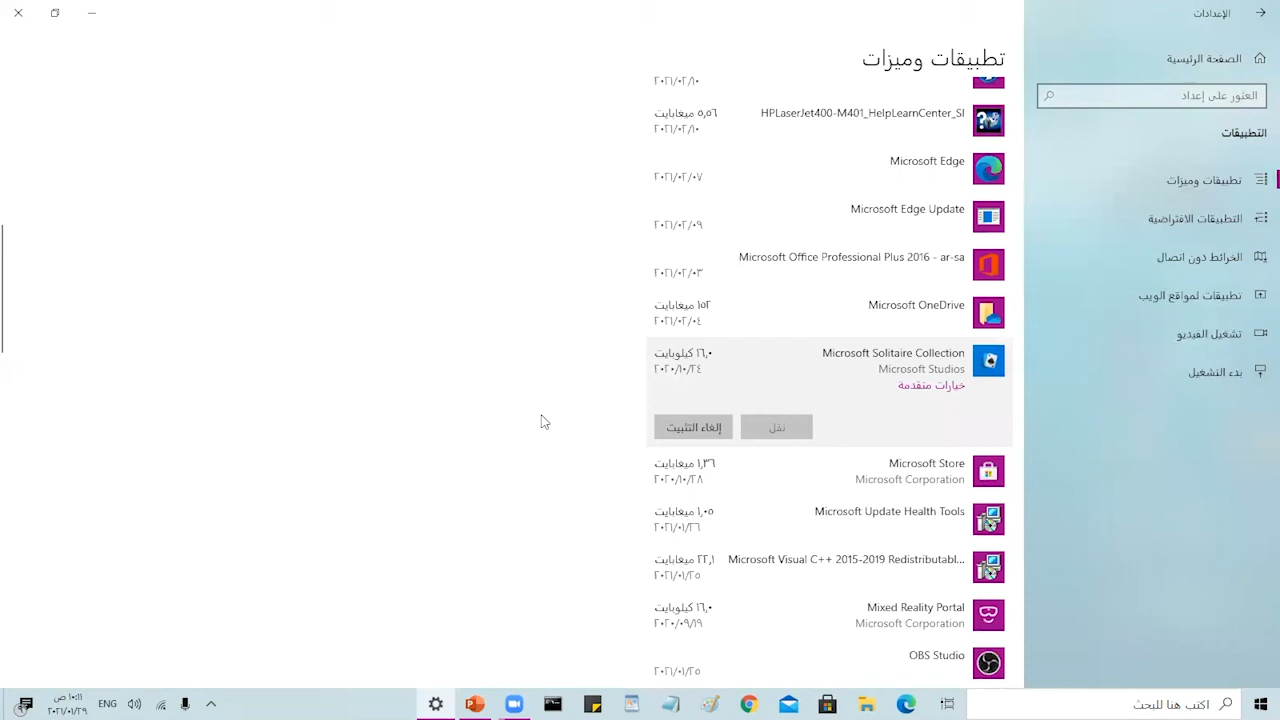 الإعدادات
الصفحة الرئيسية
العثور على إعداد
التطبيقات
تطبيقات وميزات
التطبيقات الافتراضية
الخرائط دون اتصال
تطبيقات لمواقع الويب
تشغيل الفيديو
بدء التشغيل
تطبيقات وميزات
٢٠٢١/٠٢/١٠
HPLaserJet400-M401_HelpLearnCenter_SI
٥,٥٦ ميغابايت
٢٠٢١/٠٢/١٠
Microsoft Edge
٢٠٢١/٠٢/٠٧
Microsoft Edge Update
٢٠٢١/٠٢/٠٩
Microsoft Office Professional Plus 2016 - ar-sa
٢٠٢١/٠٢/٠٣
Microsoft OneDrive
١٥٢ ميغابايت
٢٠٢١/٠٢/٠٤
Microsoft Solitaire Collection
١٦,٠ كيلوبايت
Microsoft Studios
٢٠٢٠/١٠/٢٤
خيارات متقدمة
نقل
إلغاء التثبيت
Microsoft Store
١,٣٦ ميغابايت
Microsoft Corporation
٢٠٢٠/١٠/٢٨
Microsoft Update Health Tools
١,٠٥ ميغابايت
٢٠٢١/٠١/٢٦
Microsoft Visual C++ 2015-2019 Redistributabl...
٢٢,١ ميغابايت
٢٠٢١/٠١/٢٥
Mixed Reality Portal
١٦,٠ كيلوبايت
Microsoft Corporation
٢٠٢٠/٠٩/١٩
OBS Studio
٢٠٢١/٠١/٢٥
اكتب هنا للبحث
ENG
١٠:١١ ص
٢٠٢١/٠٢/١٠